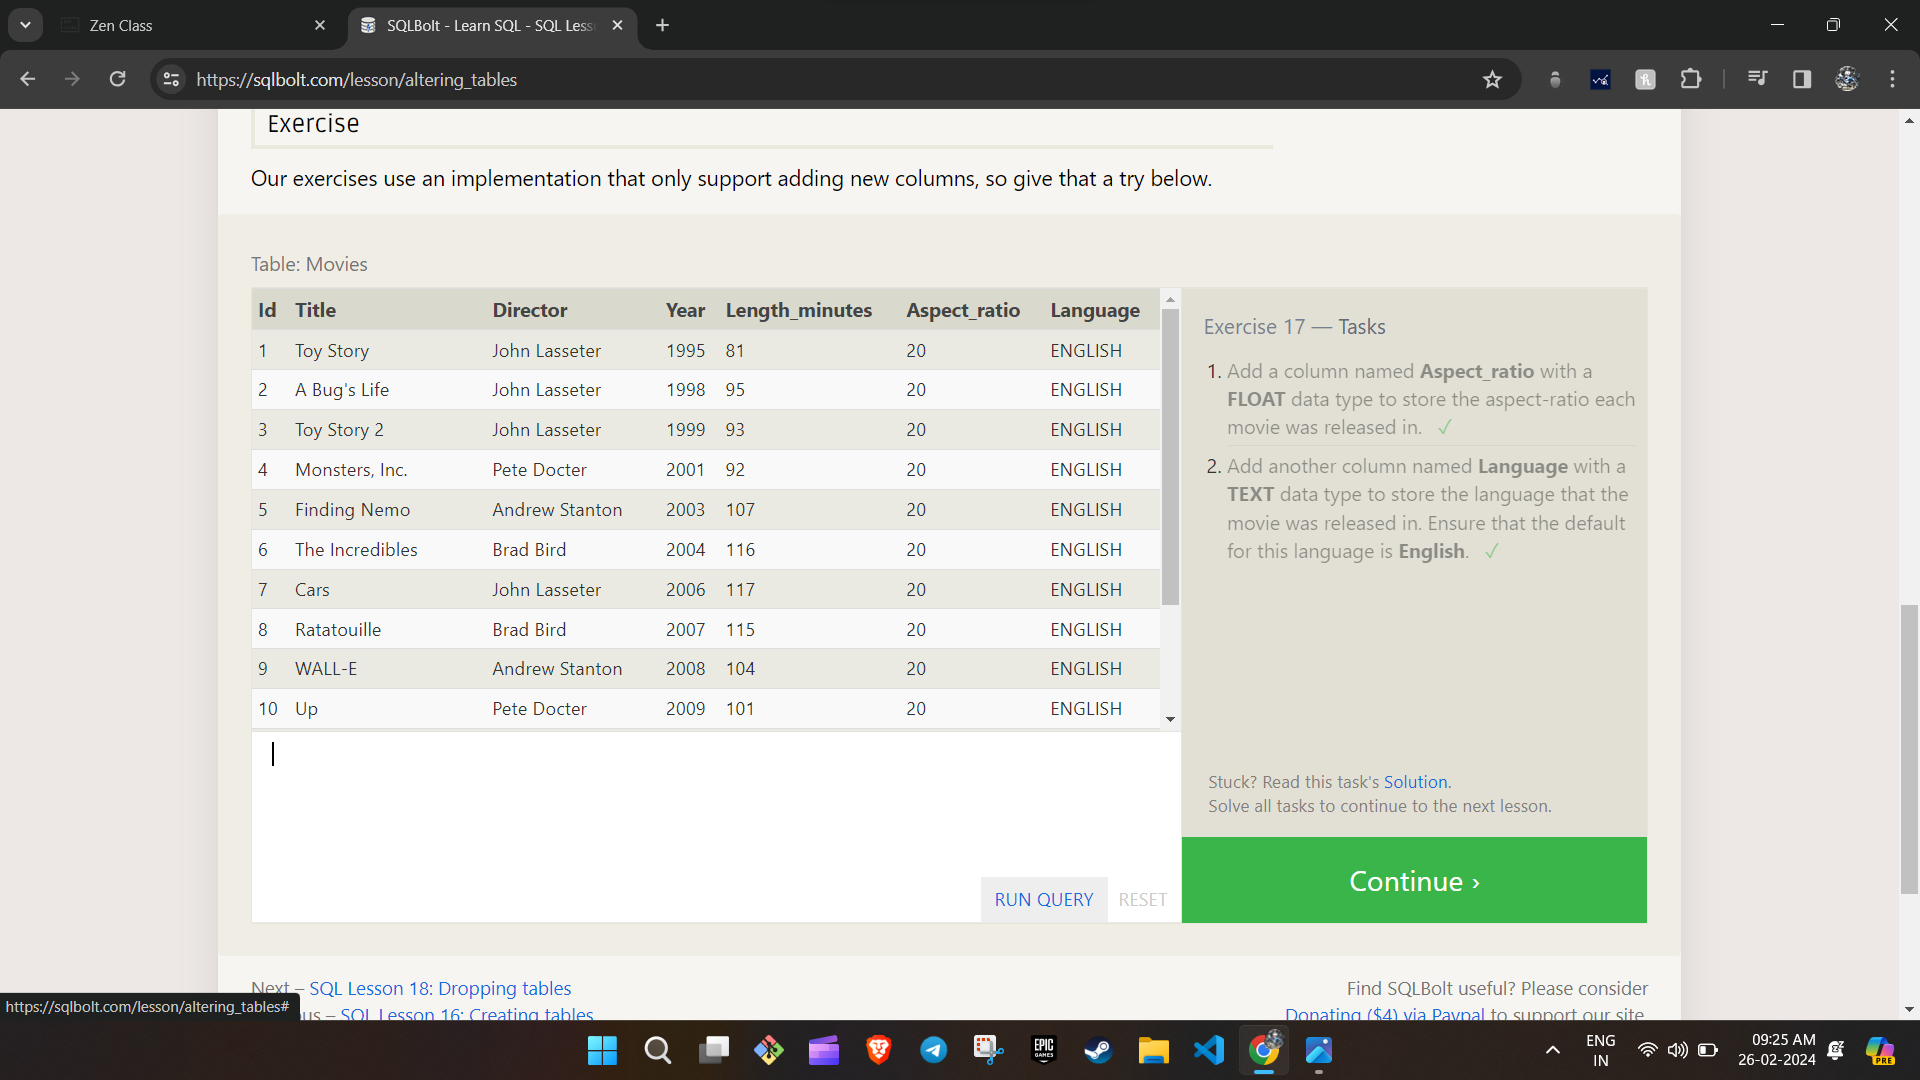 Zen Class
SQLBolt - Learn SQL - SQL Less
https://sqlbolt.com/lesson/altering_tables
Exercise
Our exercises use an implementation that only support adding new columns, so give that a try below.
Table: Movies
Id Title Director Year Length_minutes Aspect_ratio Language
1 Toy Story John Lasseter 1995 81 20 ENGLISH
2 A Bug's Life John Lasseter 1998 95 20 ENGLISH
3 Toy Story 2 John Lasseter 1999 93 20 ENGLISH
4 Monsters, Inc. Pete Docter 2001 92 20 ENGLISH
5 Finding Nemo Andrew Stanton 2003 107 20 ENGLISH
6 The Incredibles Brad Bird 2004 116 20 ENGLISH
7 Cars John Lasseter 2006 117 20 ENGLISH
8 Ratatouille Brad Bird 2007 115 20 ENGLISH
9 WALL-E Andrew Stanton 2008 104 20 ENGLISH
10 Up Pete Docter 2009 101 20 ENGLISH
RUN QUERY RESET
Exercise 17 — Tasks
1. Add a column named Aspect_ratio with a
FLOAT data type to store the aspect-ratio each
movie was released in. ✓
2. Add another column named Language with a
TEXT data type to store the language that the
movie was released in. Ensure that the default
for this language is English. ✓
Stuck? Read this task's Solution.
Solve all tasks to continue to the next lesson.
Continue ›
Next – SQL Lesson 18: Dropping tables
us – SQL Lesson 16: Creating tables
Find SQLBolt useful? Please consider
Donating ($4) via Paypal to support our site.
https://sqlbolt.com/lesson/altering_tables#
EPIC
GAMES
ENG
IN
09:25 AM
26-02-2024
PRE